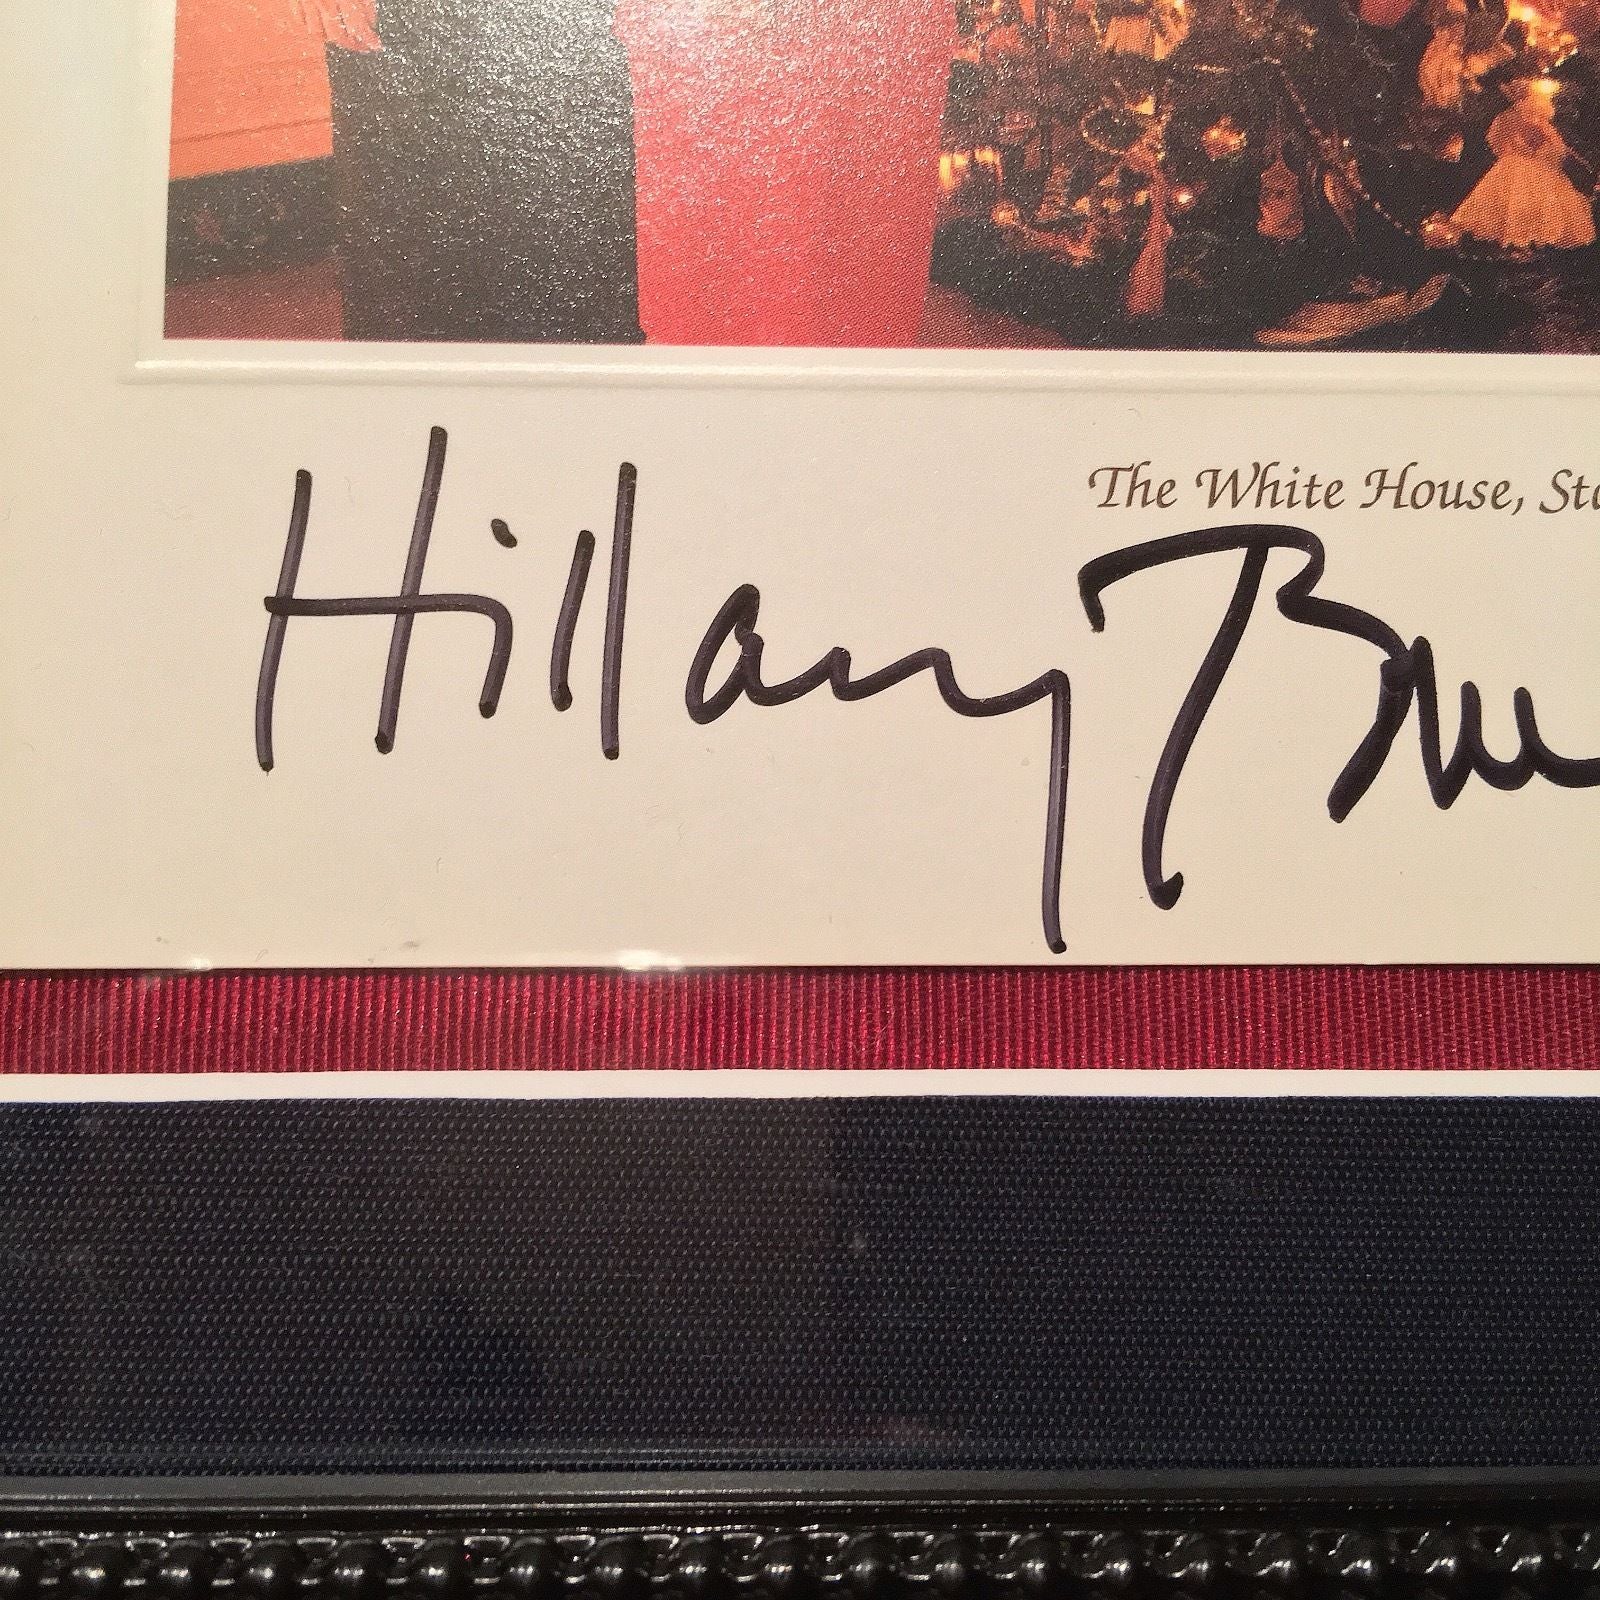 The White House,
Hillary